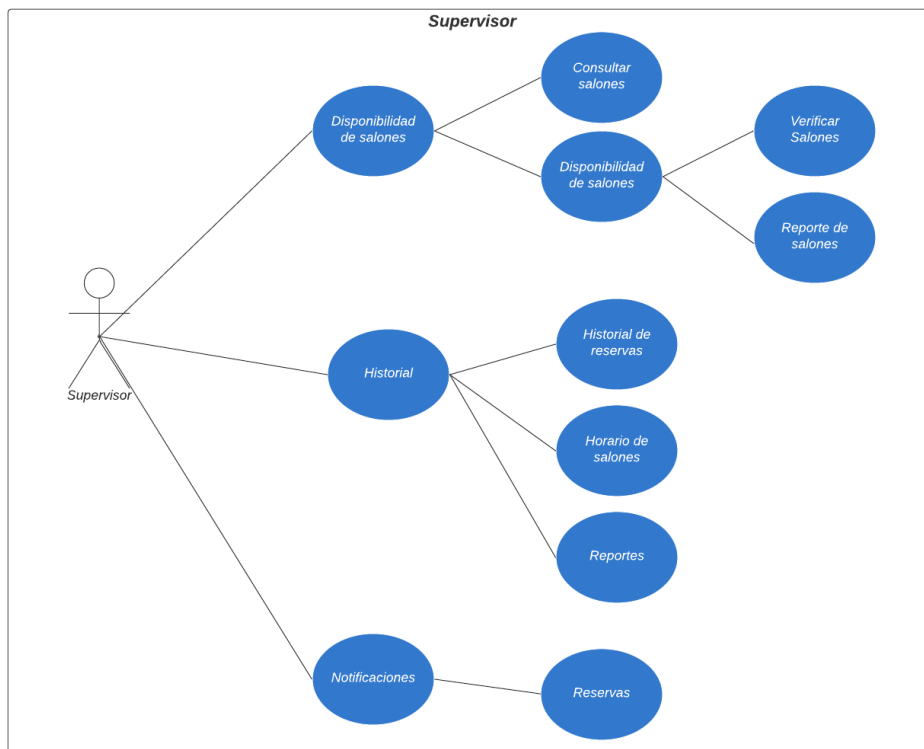 Supervisor
Consultar
salones
Disponibilidad
de salones
Verificar
Salones
Disponibilidad
de salones
Reporte de
salones
Supervisor
Historial
Historial de
reservas
Horario de
salones
Reportes
Notificaciones
Reservas